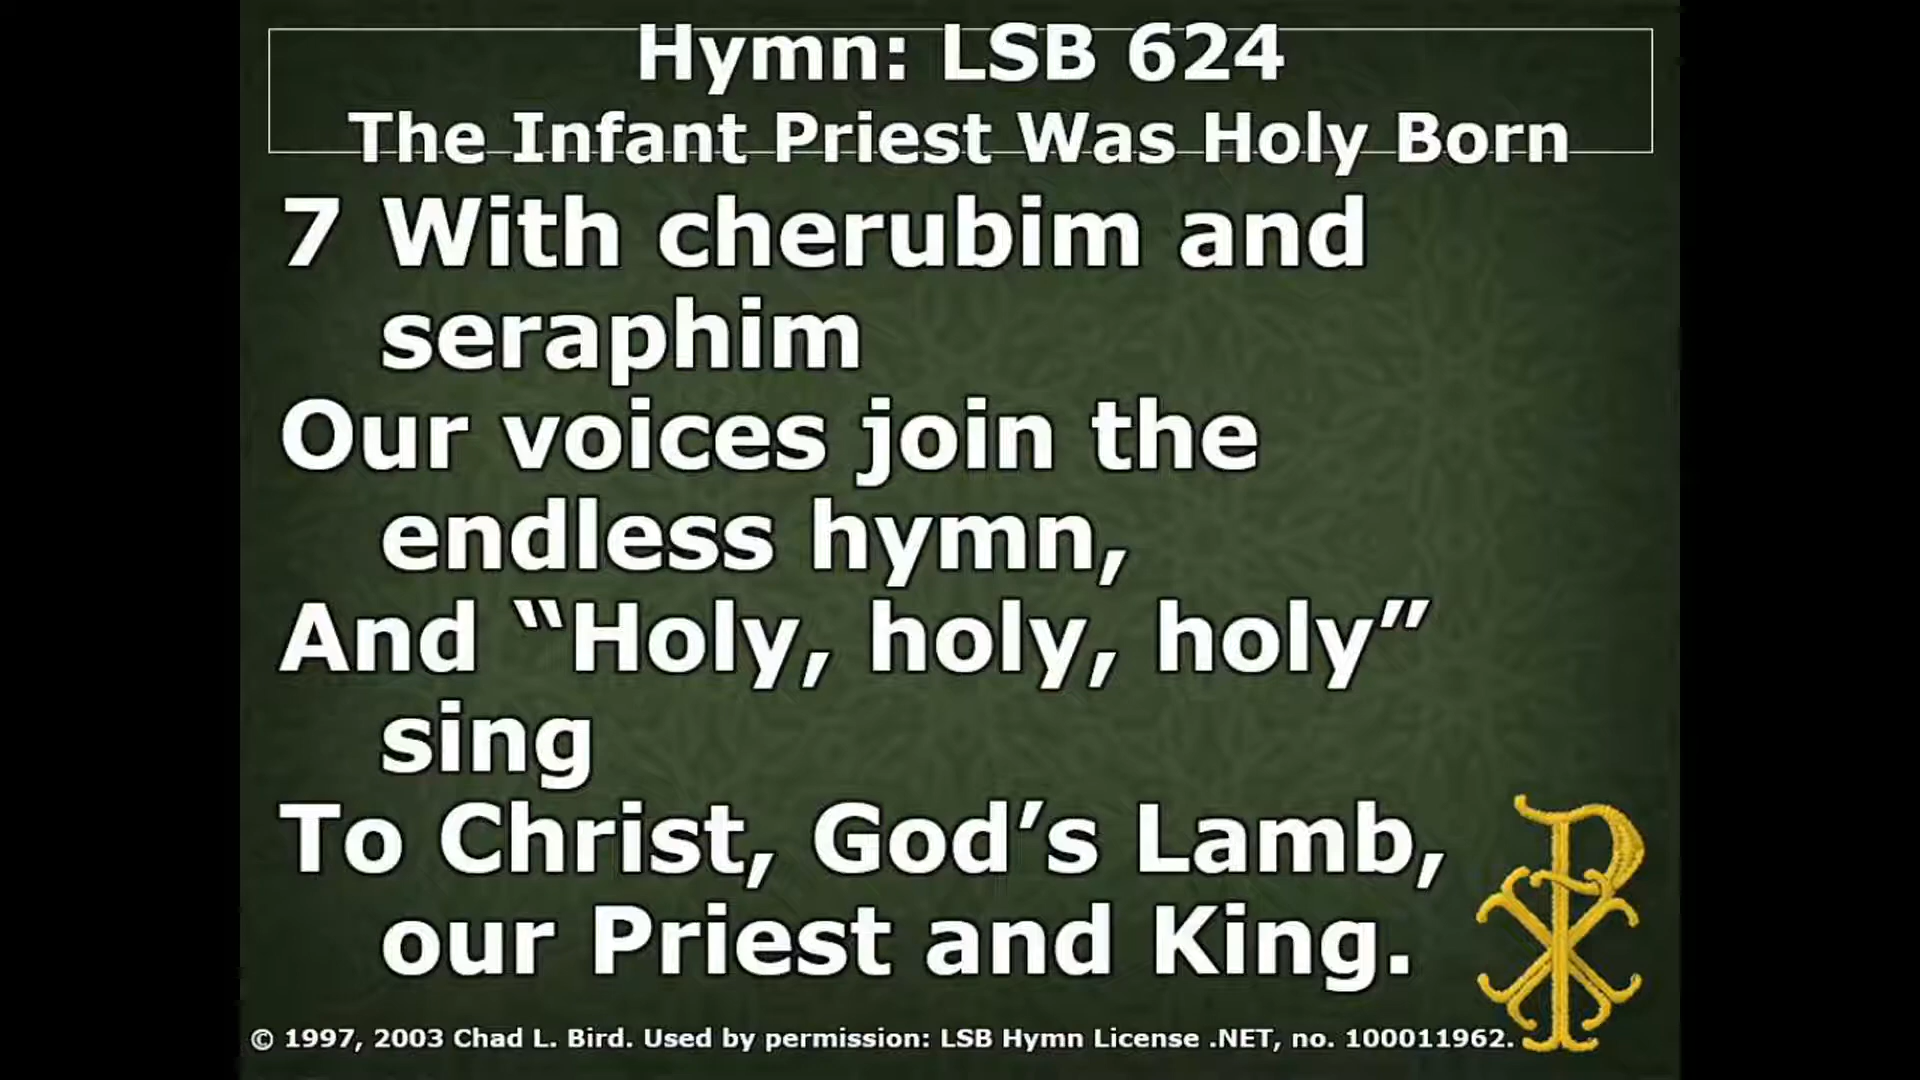 Hymn: LSB 624
The Infant Priest Was Holy Born
7 With cherubim and
seraphim
Our voices join the
endless hymn,
And “Holy, holy, holy”
sing
To Christ, God’s Lamb,
our Priest and King.
© 1997, 2003 Chad L. Bird. Used by permission: LSB Hymn License .NET, no. 100011962.